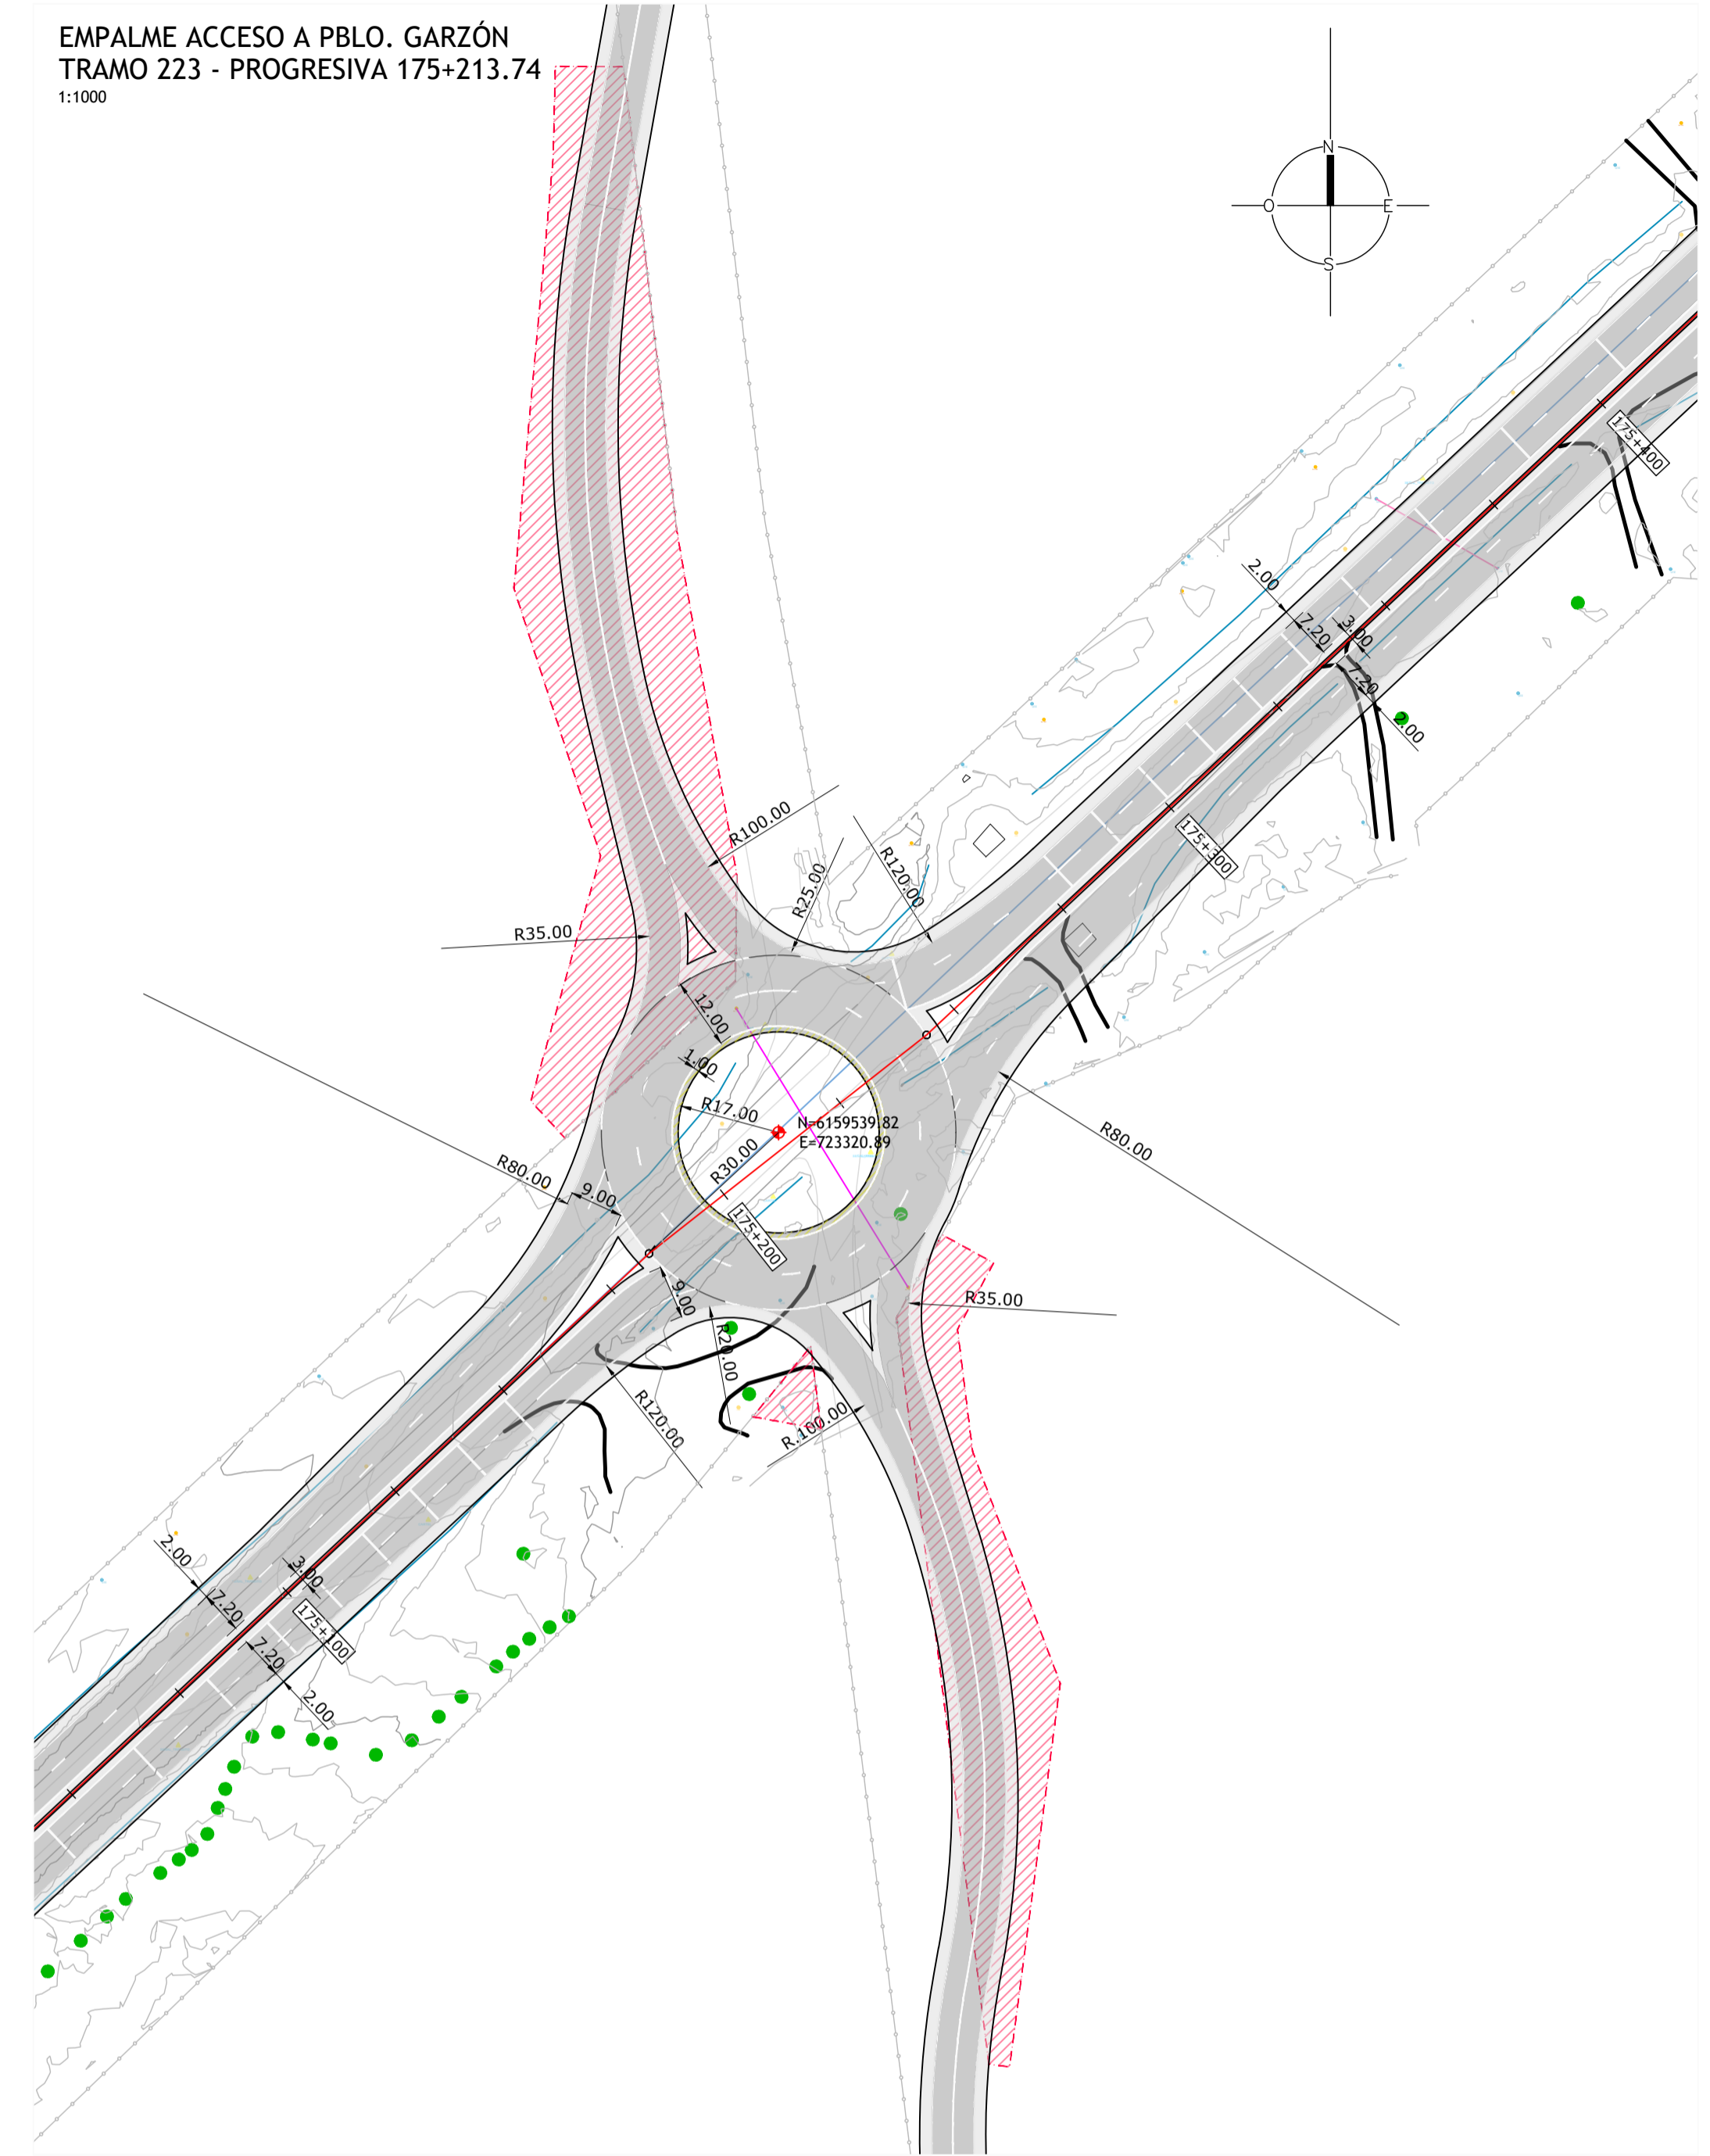 EMPALME ACCESO A PBLO. GARZÓN
TRAMO 223 - PROGRESIVA 175+213.74
1:1000
N
O
E
S
175+400
2.00
7.20
3.00
7.20
2.00
R100.00
R25.00
R120.00
175+300
R35.00
12.00
1.00
R17.00
N=6159539.82
E=723320.89
R30.00
R80.00
R80.00
9.00
175+200
9.00
R35.00
R20.00
R120.00
R.100.00
2.00
7.20
3.00
175+100
7.20
2.00